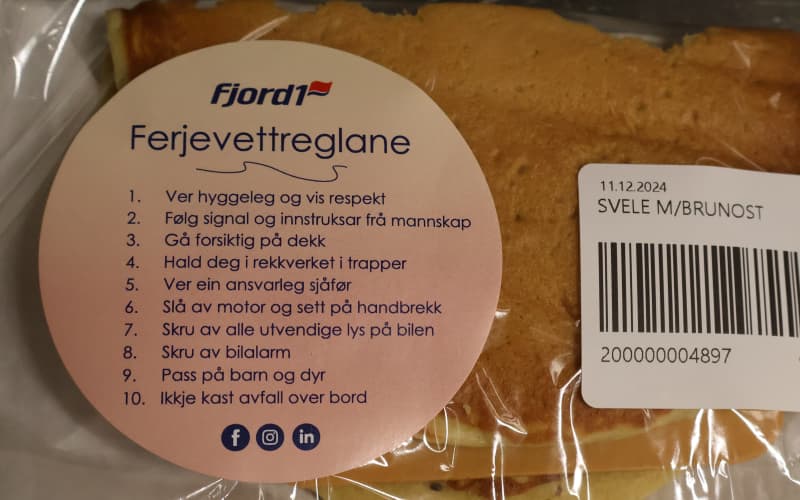 Fjord1
Ferjevettreglane
1. Ver hyggeleg og vis respekt
2. Følg signal og innstruksar frå mannskap
3. Gå forsiktig på dekk
4. Hald deg i rekkverket i trapper
5. Ver ein ansvarleg sjåfør
6. Slå av motor og sett på handbrekk
7. Skru av alle utvendige lys på bilen
8. Skru av bilalarm
9. Pass på barn og dyr
10. Ikkje kast avfall over bord
11.12.2024
SVELE M/BRUNOST
200000004897